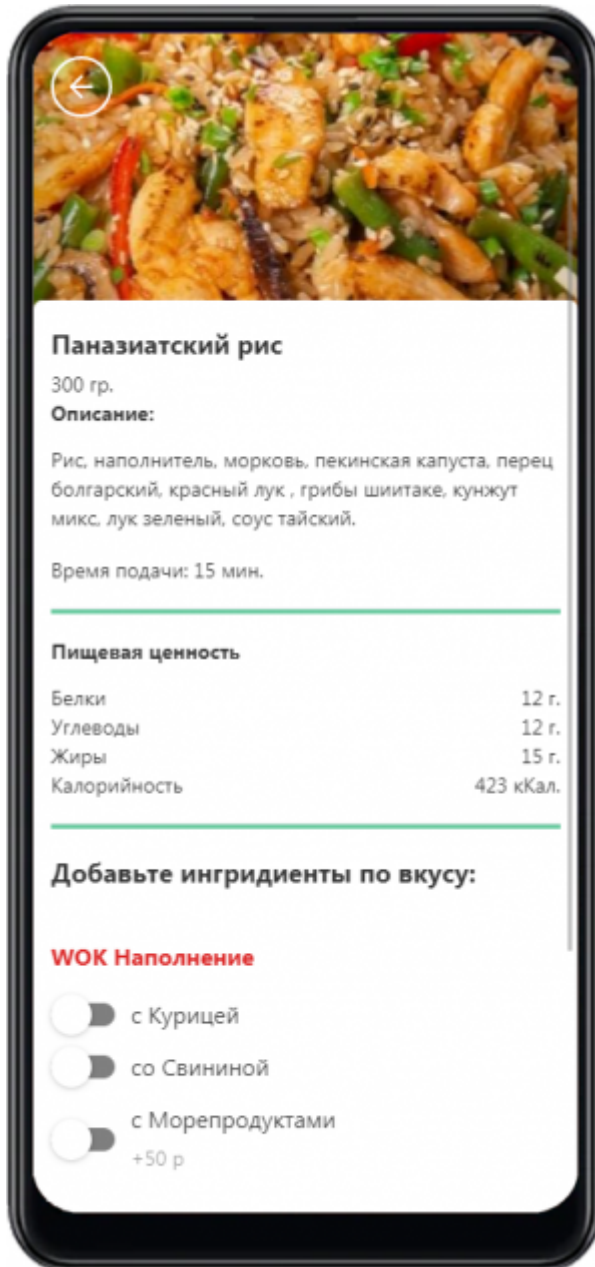 Паназиатский рис
300 гр.
Описание:
Рис, наполнитель, морковь, пекинская капуста, перец
болгарский, красный лук , грибы шиитаке, кунжут
микс, лук зеленый, соус тайский.
Время подачи: 15 мин.
Пищевая ценность
Белки 12 г.
Углеводы 12 г.
Жиры 15 г.
Калорийность 423 кКал.
Добавьте ингридиенты по вкусу:
WOK Наполнение
с Курицей
со Свининой
с Морепродуктами
+50 р